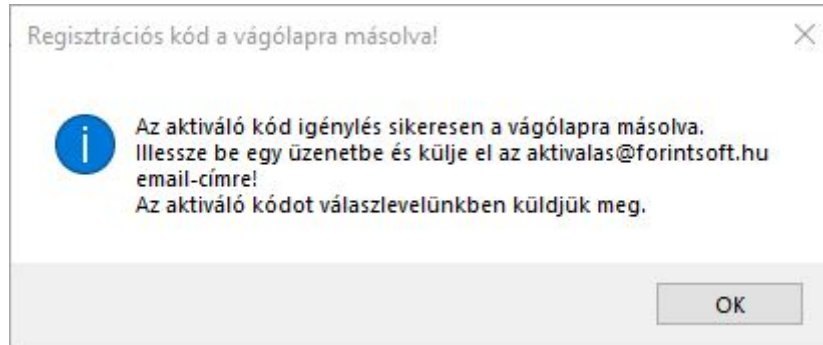 Regisztrációs kód a vágólapra másolva!
Az aktiváló kód igénylés sikeresen a vágólapra másolva.
Illessze be egy üzenetbe és külje el az aktivalas@forintsoft.hu
email-címre!
Az aktiváló kódot válaszlevelünkben küldjük meg.
OK